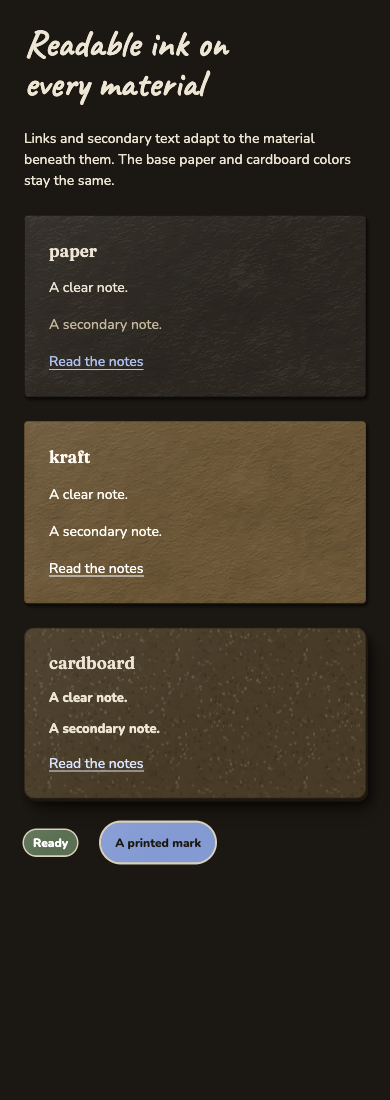 Readable ink on
every material
Links and secondary text adapt to the material
beneath them. The base paper and cardboard colors
stay the same.
paper
A clear note.
A secondary note.
Read the notes
kraft
A clear note.
A secondary note.
Read the notes
cardboard
A clear note.
A secondary note.
Read the notes
Ready
A printed mark